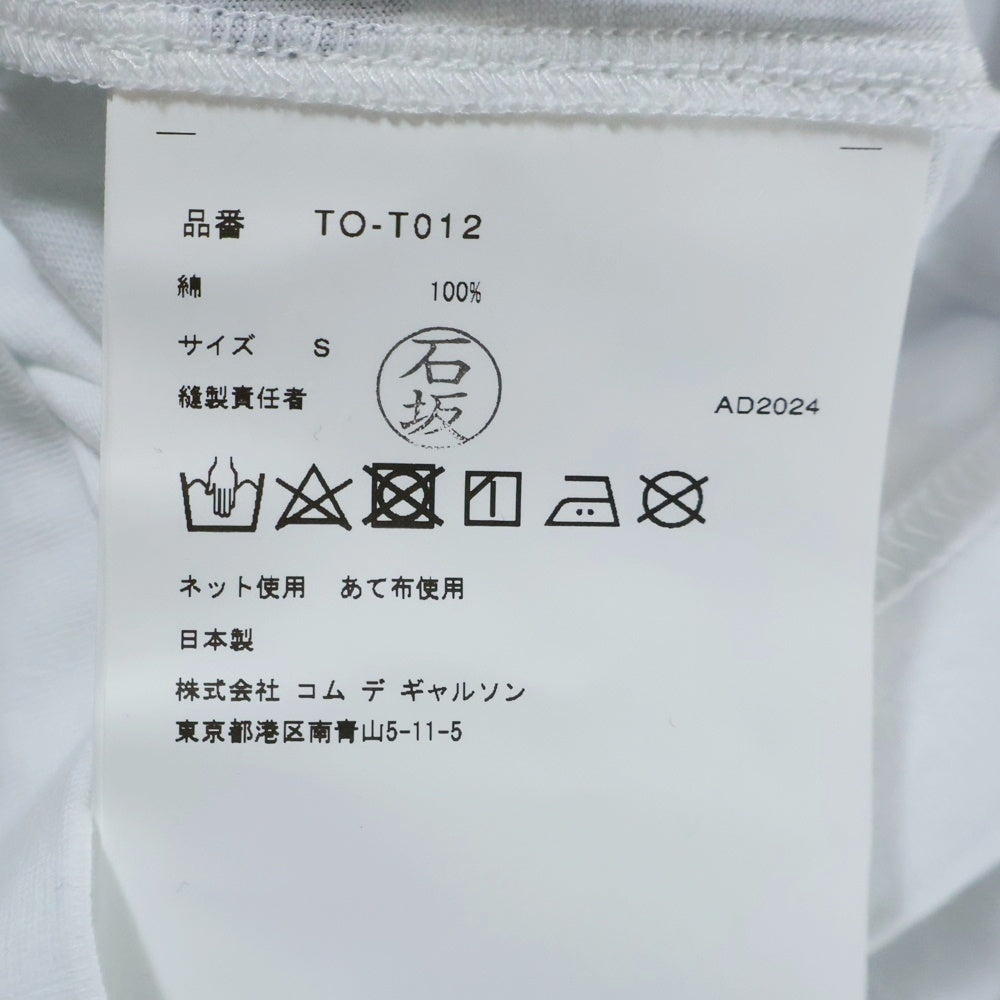 品番 TO-T012
綿 100%
サイズ S
縫製責任者 石坂
AD2024
ネット使用 あて布使用
日本製
株式会社 コム デ ギャルソン
東京都港区南青山5-11-5